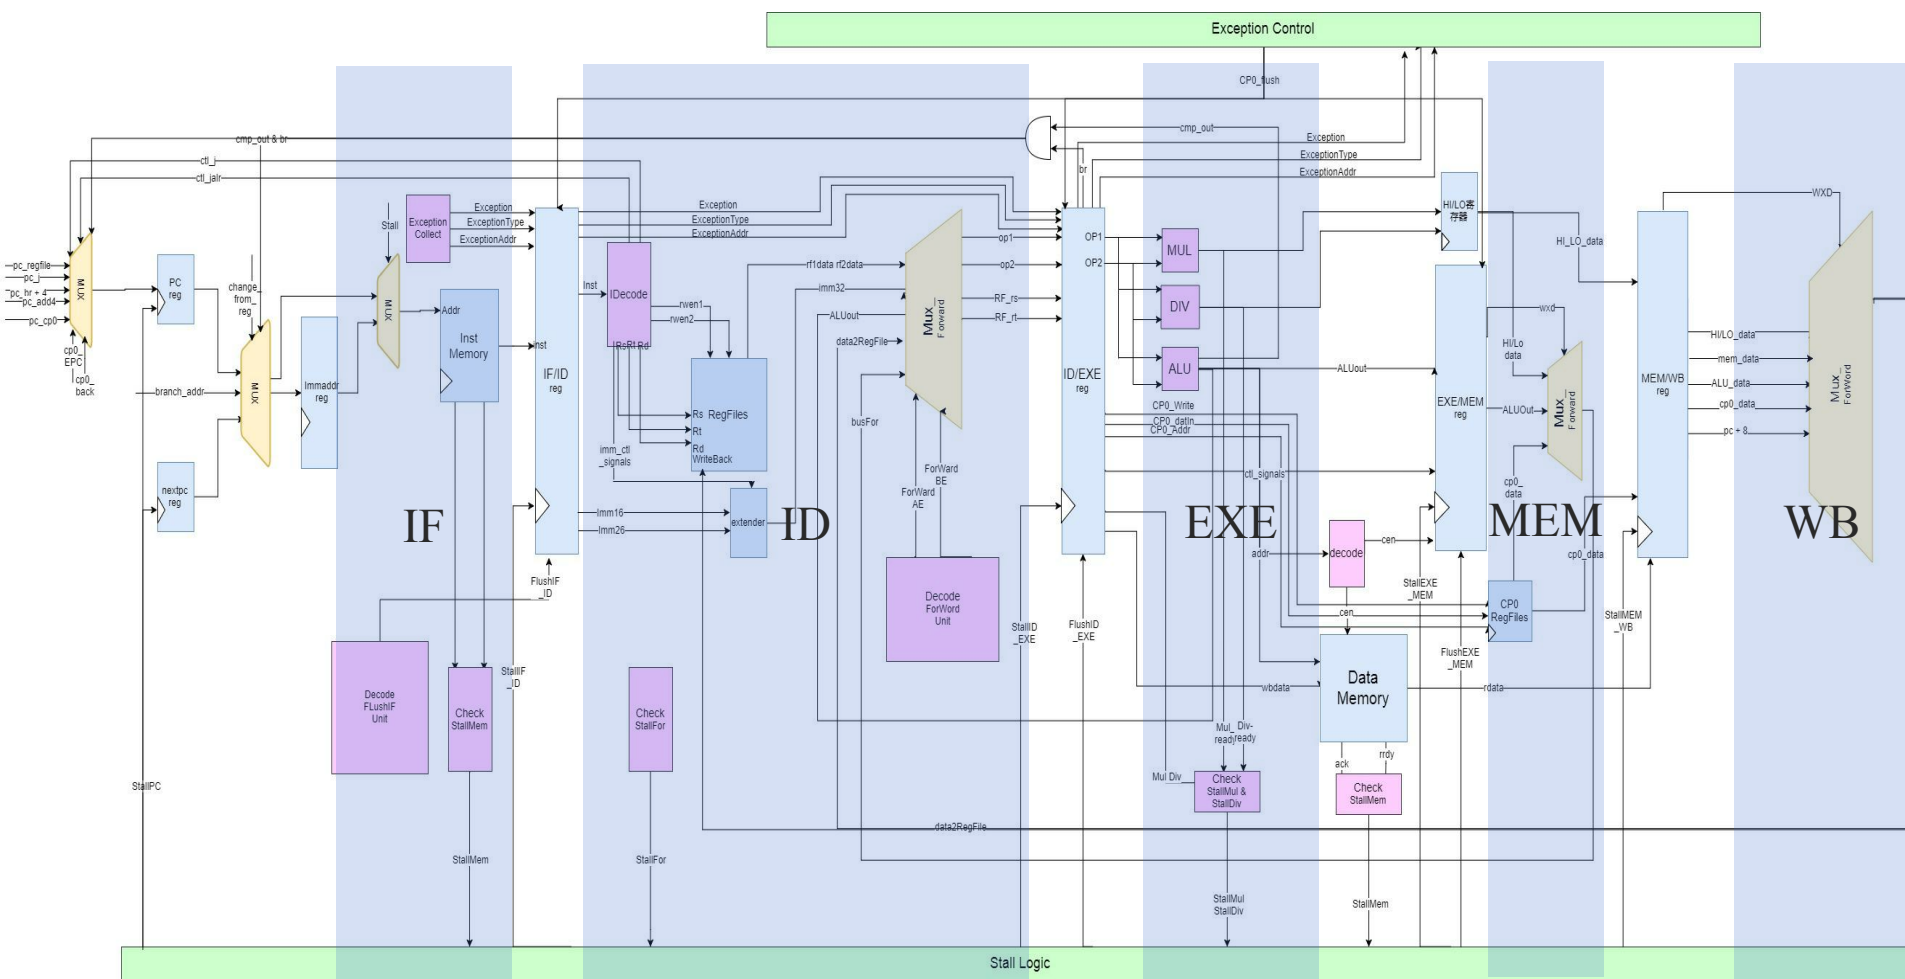 Exception Control
CP0_flush
cmp_out
cmp_out & br
Exception
ExceptionType
ExceptionAddr
br
ctl_j
ctl_jalr
Stall
Exception
Collect
Exception
ExceptionType
ExceptionAddr
Exception
ExceptionType
ExceptionAddr
HI/LO寄
存器
WXD
HI_LO_data
pc_regfile
pc_j
pc_br + 4
pc_add4
pc_cp0
MUX
cp0_
EPC
cp0_
back
PC
reg
change_
from_
reg
MUX
branch_addr
nextpc
reg
Immaddr
reg
MUX
Addr
Inst
Memory
inst
IF/ID
reg
Inst
IDecode
rwen1
rwen2
Rs Rt Rd
RegFiles
Rs
Rt
Rd
WriteBack
imm_ctl
_signals
extender
Imm16
Imm26
rf1data rf2data
imm32
ALUout
data2RegFile
busFor
Mux_
Forward
op1
op2
RF_rs
RF_rt
ForWard
AE
ForWard
BE
Decode
ForWord
Unit
OP1
OP2
ID/EXE
reg
MUL
DIV
ALU
ALUout
CP0_Write
CP0_datIn
CP0_Addr
ctl_signals
addr
decode
cen
cen
EXE/MEM
reg
wxd
HI/Lo
data
ALUOut
Mux_
Forward
cp0_
data
cp0_data
CP0
RegFiles
MEM/WB
reg
HI/LO_data
mem_data
ALU_data
cp0_data
pc + 8
Mux_
ForWord
IF
ID
EXE
MEM
WB
FlushIF
_ID
StallIF
_ID
StallID
_EXE
FlushID
_EXE
StallEXE
_MEM
FlushEXE
_MEM
StallMEM
_WB
Decode
FLushIF
Unit
Check
StallMem
Check
StallFor
wbdata
Data
Memory
rdata
Mul_
ready
Div-
ready
Mul Div
Check
StallMul &
StallDiv
ack
rrdy
Check
StallMem
StallPC
data2RegFile
StallMem
StallFor
StallMul
StallDiv
StallMem
Stall Logic